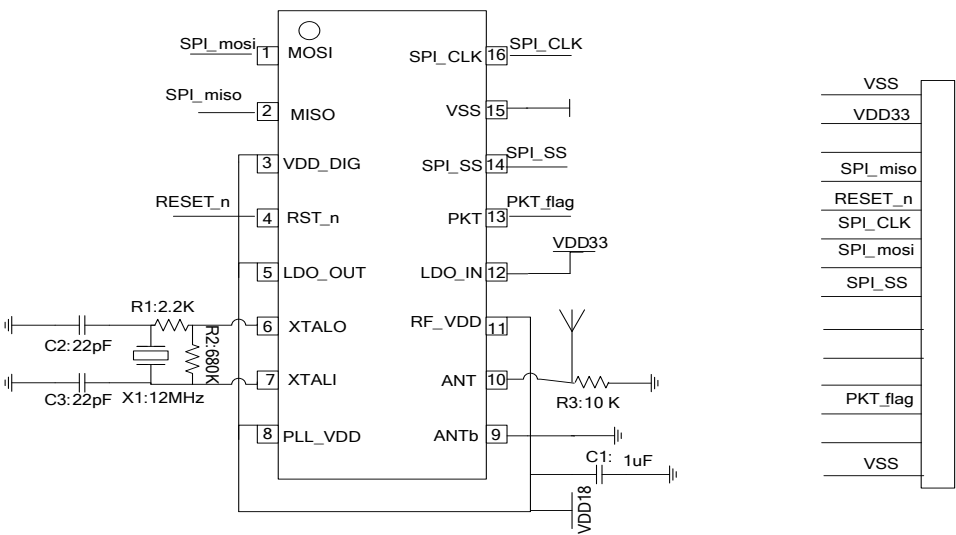 SPI_mosi 1 MOSI SPI_CLK 16 SPI_CLK
SPI_miso 2 MISO VSS 15
3 VDD_DIG SPI_SS 14 SPI_SS
RESET_n 4 RST_n PKT 13 PKT_flag
VDD33
5 LDO_OUT LDO_IN 12
R1:2.2K
6 XTALO RF_VDD 11
C2:22pF
R2:680K
7 XTALI ANT 10
C3:22pF X1:12MHz R3:10 K
8 PLL_VDD ANTb 9
C1: 1uF
VDD18
VSS
VDD33
SPI_miso
RESET_n
SPI_CLK
SPI_mosi
SPI_SS
PKT_flag
VSS